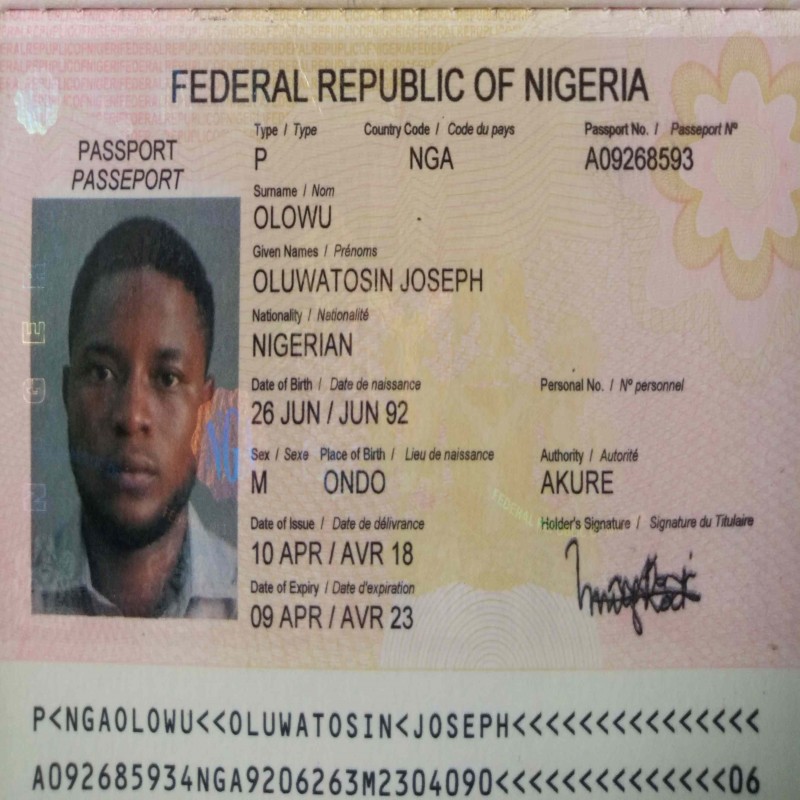 FEDERAL REPUBLIC OF NIGERIA
PASSPORT
PASSEPORT
Type / Type Country Code / Code du pays Passport No. / Passeport Nº
P NGA A09268593
Surname / Nom
OLOWU
Given Names / Prénoms
OLUWATOSIN JOSEPH
Nationality / Nationalité
NIGERIAN
Date of Birth / Date de naissance Personal No. / Nº personnel
26 JUN / JUN 92
Sex / Sexe Place of Birth / Lieu de naissance Authority / Autorité
M ONDO AKURE
Date of Issue / Date de délivrance Holder's Signature / Signature du Titulaire
10 APR / AVR 18
Date of Expiry / Date d'expiration
09 APR / AVR 23
P<NGAOLOWU<<OLUWATOSIN<JOSEPH<<<<<<<<<<<<<<<
A092685934NGA9206263M2304090<<<<<<<<<<<<<<06